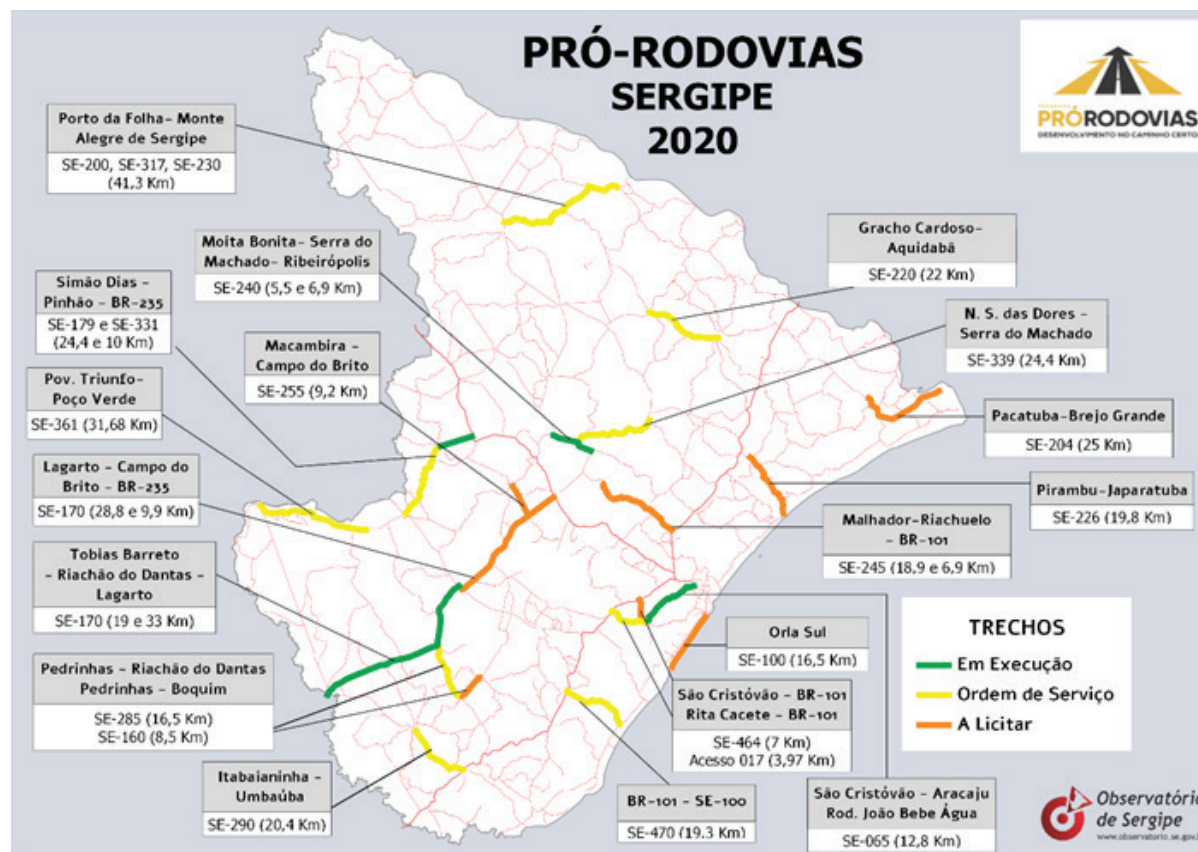 PRÓ-RODOVIAS
SERGIPE
2020
PRÓRODOVIAS
DESENVOLVIMENTO NO CAMINHO CERTO
Porto da Folha- Monte
Alegre de Sergipe
SE-200, SE-317, SE-230
(41,3 Km)
Moita Bonita- Serra do
Machado- Ribeirópolis
SE-240 (5,5 e 6,9 Km)
Simão Dias -
Pinhão - BR-235
SE-179 e SE-331
(24,4 e 10 Km)
Macambira -
Campo do Brito
SE-255 (9,2 Km)
Pov. Triunfo-
Poço Verde
SE-361 (31,68 Km)
Lagarto - Campo do
Brito - BR-235
SE-170 (28,8 e 9,9 Km)
Tobias Barreto
- Riachão do Dantas -
Lagarto
SE-170 (19 e 33 Km)
Pedrinhas - Riachão do Dantas
Pedrinhas - Boquim
SE-285 (16,5 Km)
SE-160 (8,5 Km)
Itabaianinha -
Umbaúba
SE-290 (20,4 Km)
Gracho Cardoso-
Aquidabã
SE-220 (22 Km)
N. S. das Dores -
Serra do Machado
SE-339 (24,4 Km)
Pacatuba-Brejo Grande
SE-204 (25 Km)
Pirambu-Japaratuba
SE-226 (19,8 Km)
Malhador-Riachuelo
- BR-101
SE-245 (18,9 e 6,9 Km)
Orla Sul
SE-100 (16,5 Km)
São Cristóvão - BR-101
Rita Cacete - BR-101
SE-464 (7 Km)
Acesso 017 (3,97 Km)
BR-101 - SE-100
SE-470 (19.3 Km)
São Cristóvão - Aracaju
Rod. João Bebe Água
SE-065 (12,8 Km)
TRECHOS
Em Execução
Ordem de Serviço
A Licitar
Observatório
de Sergipe